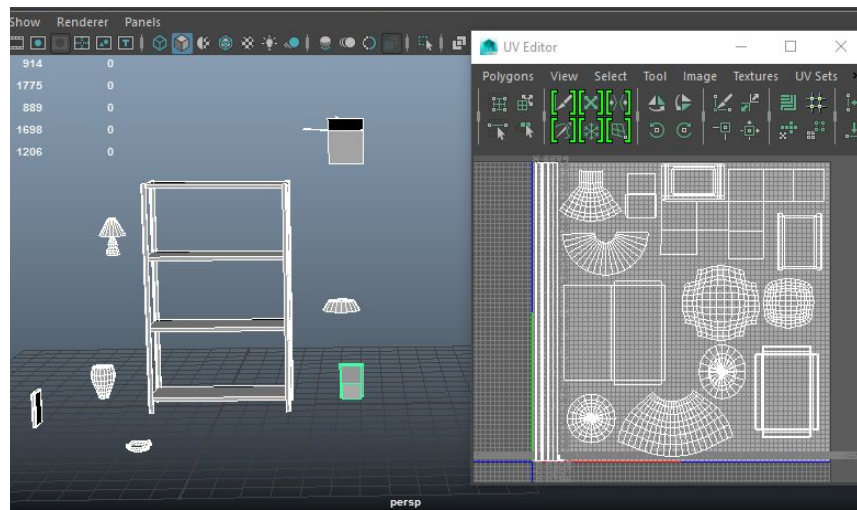 Show Renderer Panels
914 0
1775 0
889 0
1698 0
1206 0
persp
UV Editor
Polygons View Select Tool Image Textures UV Sets